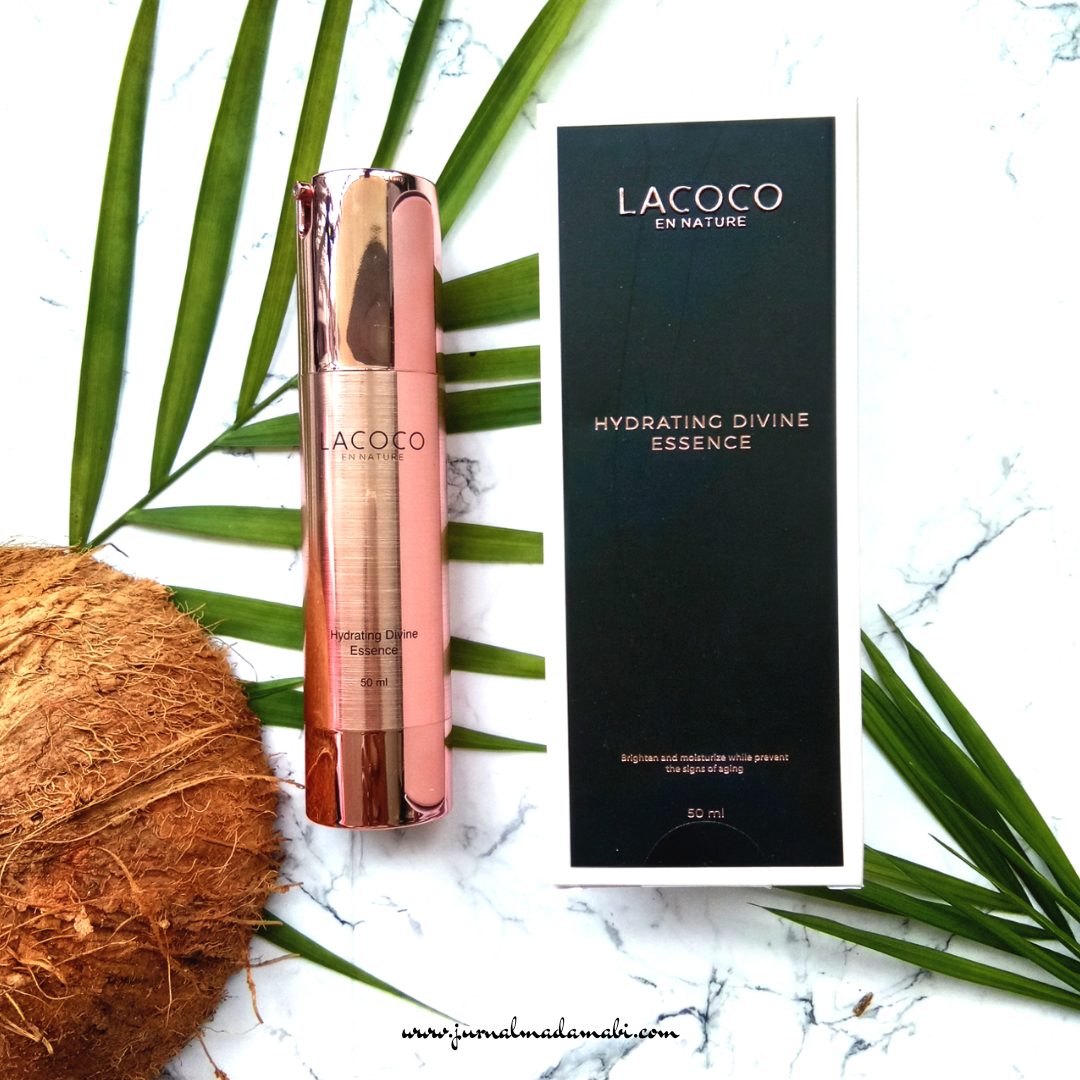 LACOCO
EN NATURE
Hydrating Divine
Essence
50 ml
LACOCO
EN NATURE
HYDRATING DIVINE
ESSENCE
Brighten and moisturize while prevent
the signs of aging
50 ml
www.jurnalmadamabi.com